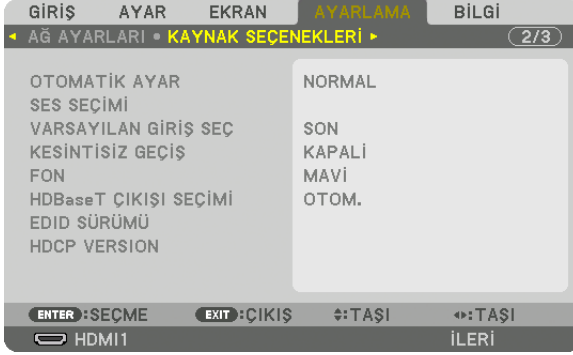 GİRİŞ AYAR EKRAN AYARLAMA BİLGİ
AĞ AYARLARI • KAYNAK SEÇENEKLERİ 2/3
OTOMATİK AYAR NORMAL
SES SEÇİMİ
VARSAYILAN GİRİŞ SEÇ SON
KESİNTİSİZ GEÇİŞ KAPALİ
FON MAVİ
HDBaseT ÇIKIŞI SEÇİMİ OTOM.
EDID SÜRÜMÜ
HDCP VERSION
ENTER :SEÇME EXIT :ÇIKIŞ :TAŞI :TAŞI
HDMI1 İLERİ